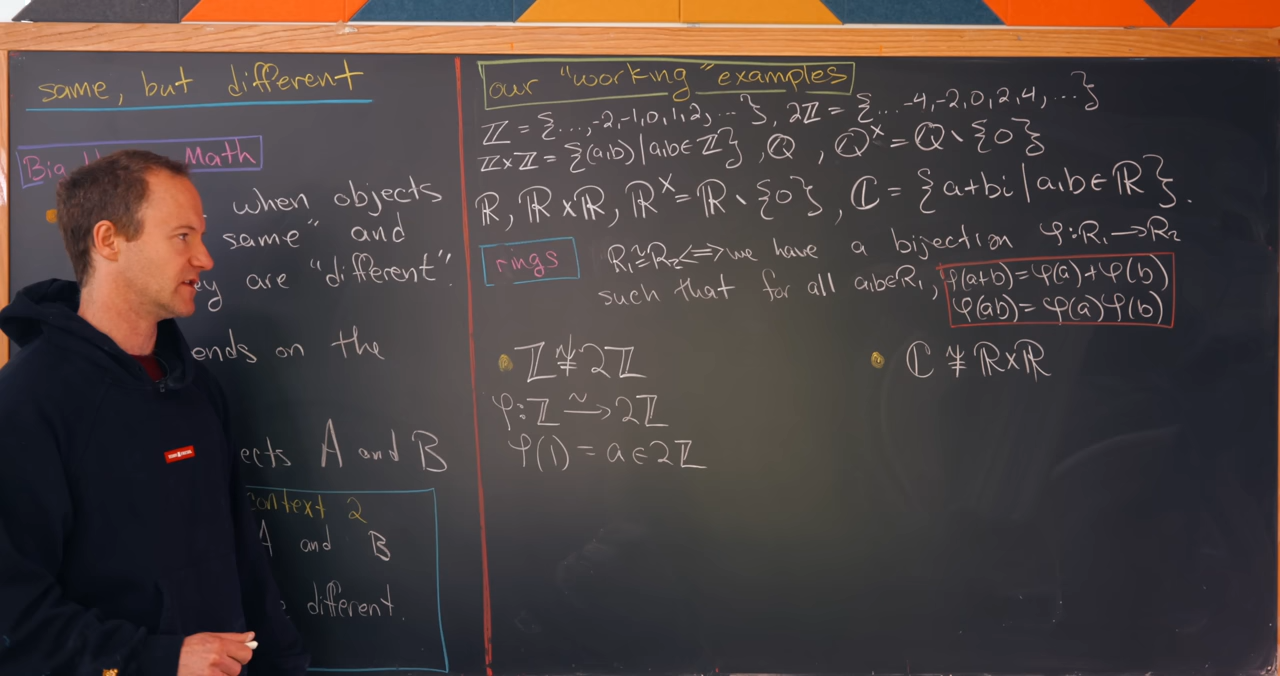 same, but different
Big Math
when objects
same" and
are "different".
ends on the
ects A and B
context 2
A and B
different.
our "working" examples
ℤ = {..., -2, -1, 0, 1, 2, ...}, 2ℤ = {... -4, -2, 0, 2, 4, ...}
ℤ×ℤ = {(a,b) | a,b ∈ ℤ}, ℚ, ℚ^× = ℚ \ {0}
ℝ, ℝ×ℝ, ℝ^× = ℝ \ {0}, ℂ = {a+bi | a,b ∈ ℝ}.
rings R₁ ≅ R₂ ⟺ we have a bijection φ: R₁ → R₂
such that for all a,b ∈ R₁, φ(a+b) = φ(a) + φ(b)
φ(ab) = φ(a)φ(b)
• ℤ ≇ 2ℤ
φ: ℤ ⥲ 2ℤ
φ(1) = a ∈ 2ℤ
• ℂ ≇ ℝ×ℝ